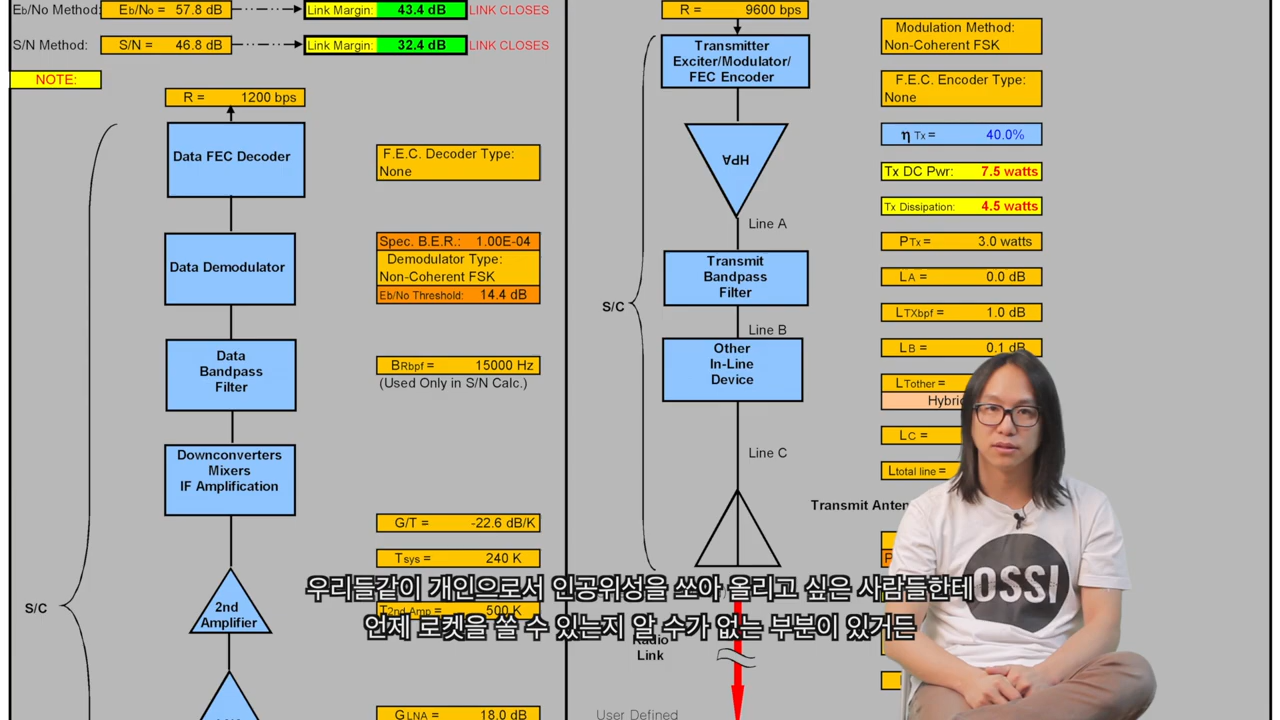 Eb/No Method:
Eb/No = 57.8 dB
Link Margin: 43.4 dB
LINK CLOSES
S/N Method:
S/N = 46.8 dB
Link Margin: 32.4 dB
LINK CLOSES
NOTE:
R = 1200 bps
Data FEC Decoder
F.E.C. Decoder Type:
None
Data Demodulator
Spec. B.E.R.: 1.00E-04
Demodulator Type:
Non-Coherent FSK
Eb/No Threshold: 14.4 dB
Data
Bandpass
Filter
BRbpf = 15000 Hz
(Used Only in S/N Calc.)
Downconverters
Mixers
IF Amplification
G/T = -22.6 dB/K
Tsys = 240 K
S/C
2nd
Amplifier
T2nd Amp = 500 K
GLNA = 18.0 dB
R = 9600 bps
Transmitter
Exciter/Modulator/
FEC Encoder
HPA
Line A
Transmit
Bandpass
Filter
S/C
Line B
Other
In-Line
Device
Line C
Transmit
Radio
Link
User Defined
Modulation Method:
Non-Coherent FSK
F.E.C. Encoder Type:
None
η Tx = 40.0%
Tx DC Pwr: 7.5 watts
Tx Dissipation: 4.5 watts
PTx = 3.0 watts
LA = 0.0 dB
LTXbpf = 1.0 dB
LB = 0.1 dB
LTother =
LC =
Ltotal line =
OSSI
우리들같이 개인으로서 인공위성을 쏘아 올리고 싶은 사람들한테
언제 로켓을 쏠 수 있는지 알 수가 없는 부분이 있거든